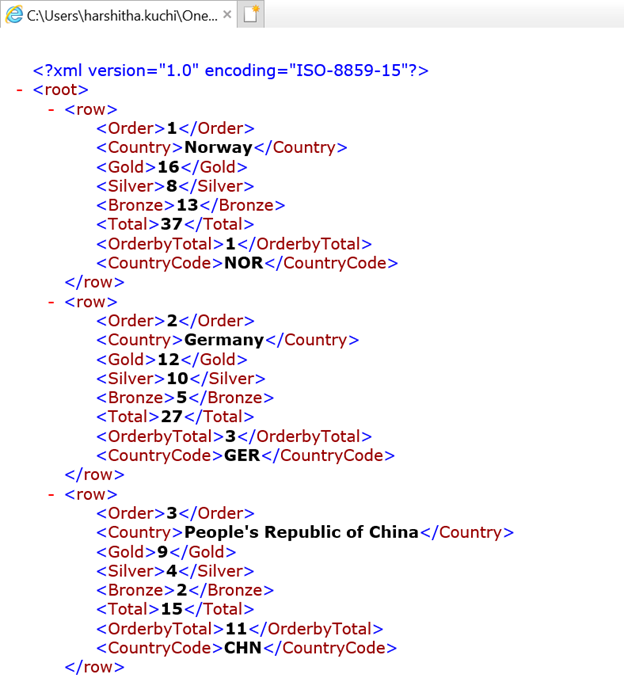 C:\Users\harshitha.kuchi\One...
<?xml version="1.0" encoding="ISO-8859-15"?>
- <root>
- <row>
<Order>1</Order>
<Country>Norway</Country>
<Gold>16</Gold>
<Silver>8</Silver>
<Bronze>13</Bronze>
<Total>37</Total>
<OrderbyTotal>1</OrderbyTotal>
<CountryCode>NOR</CountryCode>
</row>
- <row>
<Order>2</Order>
<Country>Germany</Country>
<Gold>12</Gold>
<Silver>10</Silver>
<Bronze>5</Bronze>
<Total>27</Total>
<OrderbyTotal>3</OrderbyTotal>
<CountryCode>GER</CountryCode>
</row>
- <row>
<Order>3</Order>
<Country>People's Republic of China</Country>
<Gold>9</Gold>
<Silver>4</Silver>
<Bronze>2</Bronze>
<Total>15</Total>
<OrderbyTotal>11</OrderbyTotal>
<CountryCode>CHN</CountryCode>
</row>